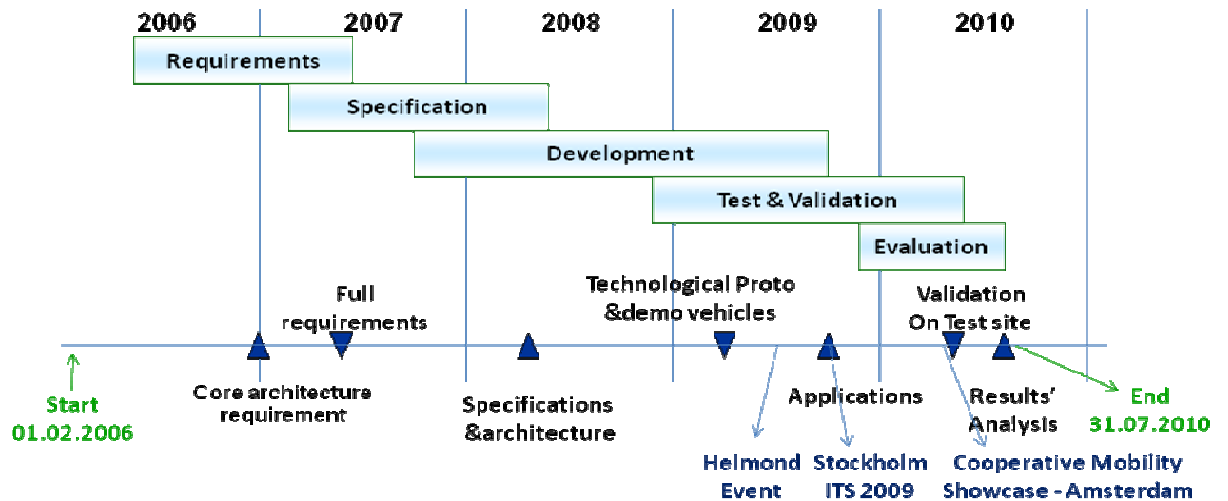 2006 2007 2008 2009 2010
Requirements
Specification
Development
Test & Validation
Evaluation
Full
requirements
Technological Proto
&demo vehicles
Validation
On Test site
Core architecture
requirement
Specifications
&architecture
Applications
Results'
Analysis
Start
01.02.2006
End
31.07.2010
Helmond
Event
Stockholm
ITS 2009
Cooperative Mobility
Showcase - Amsterdam